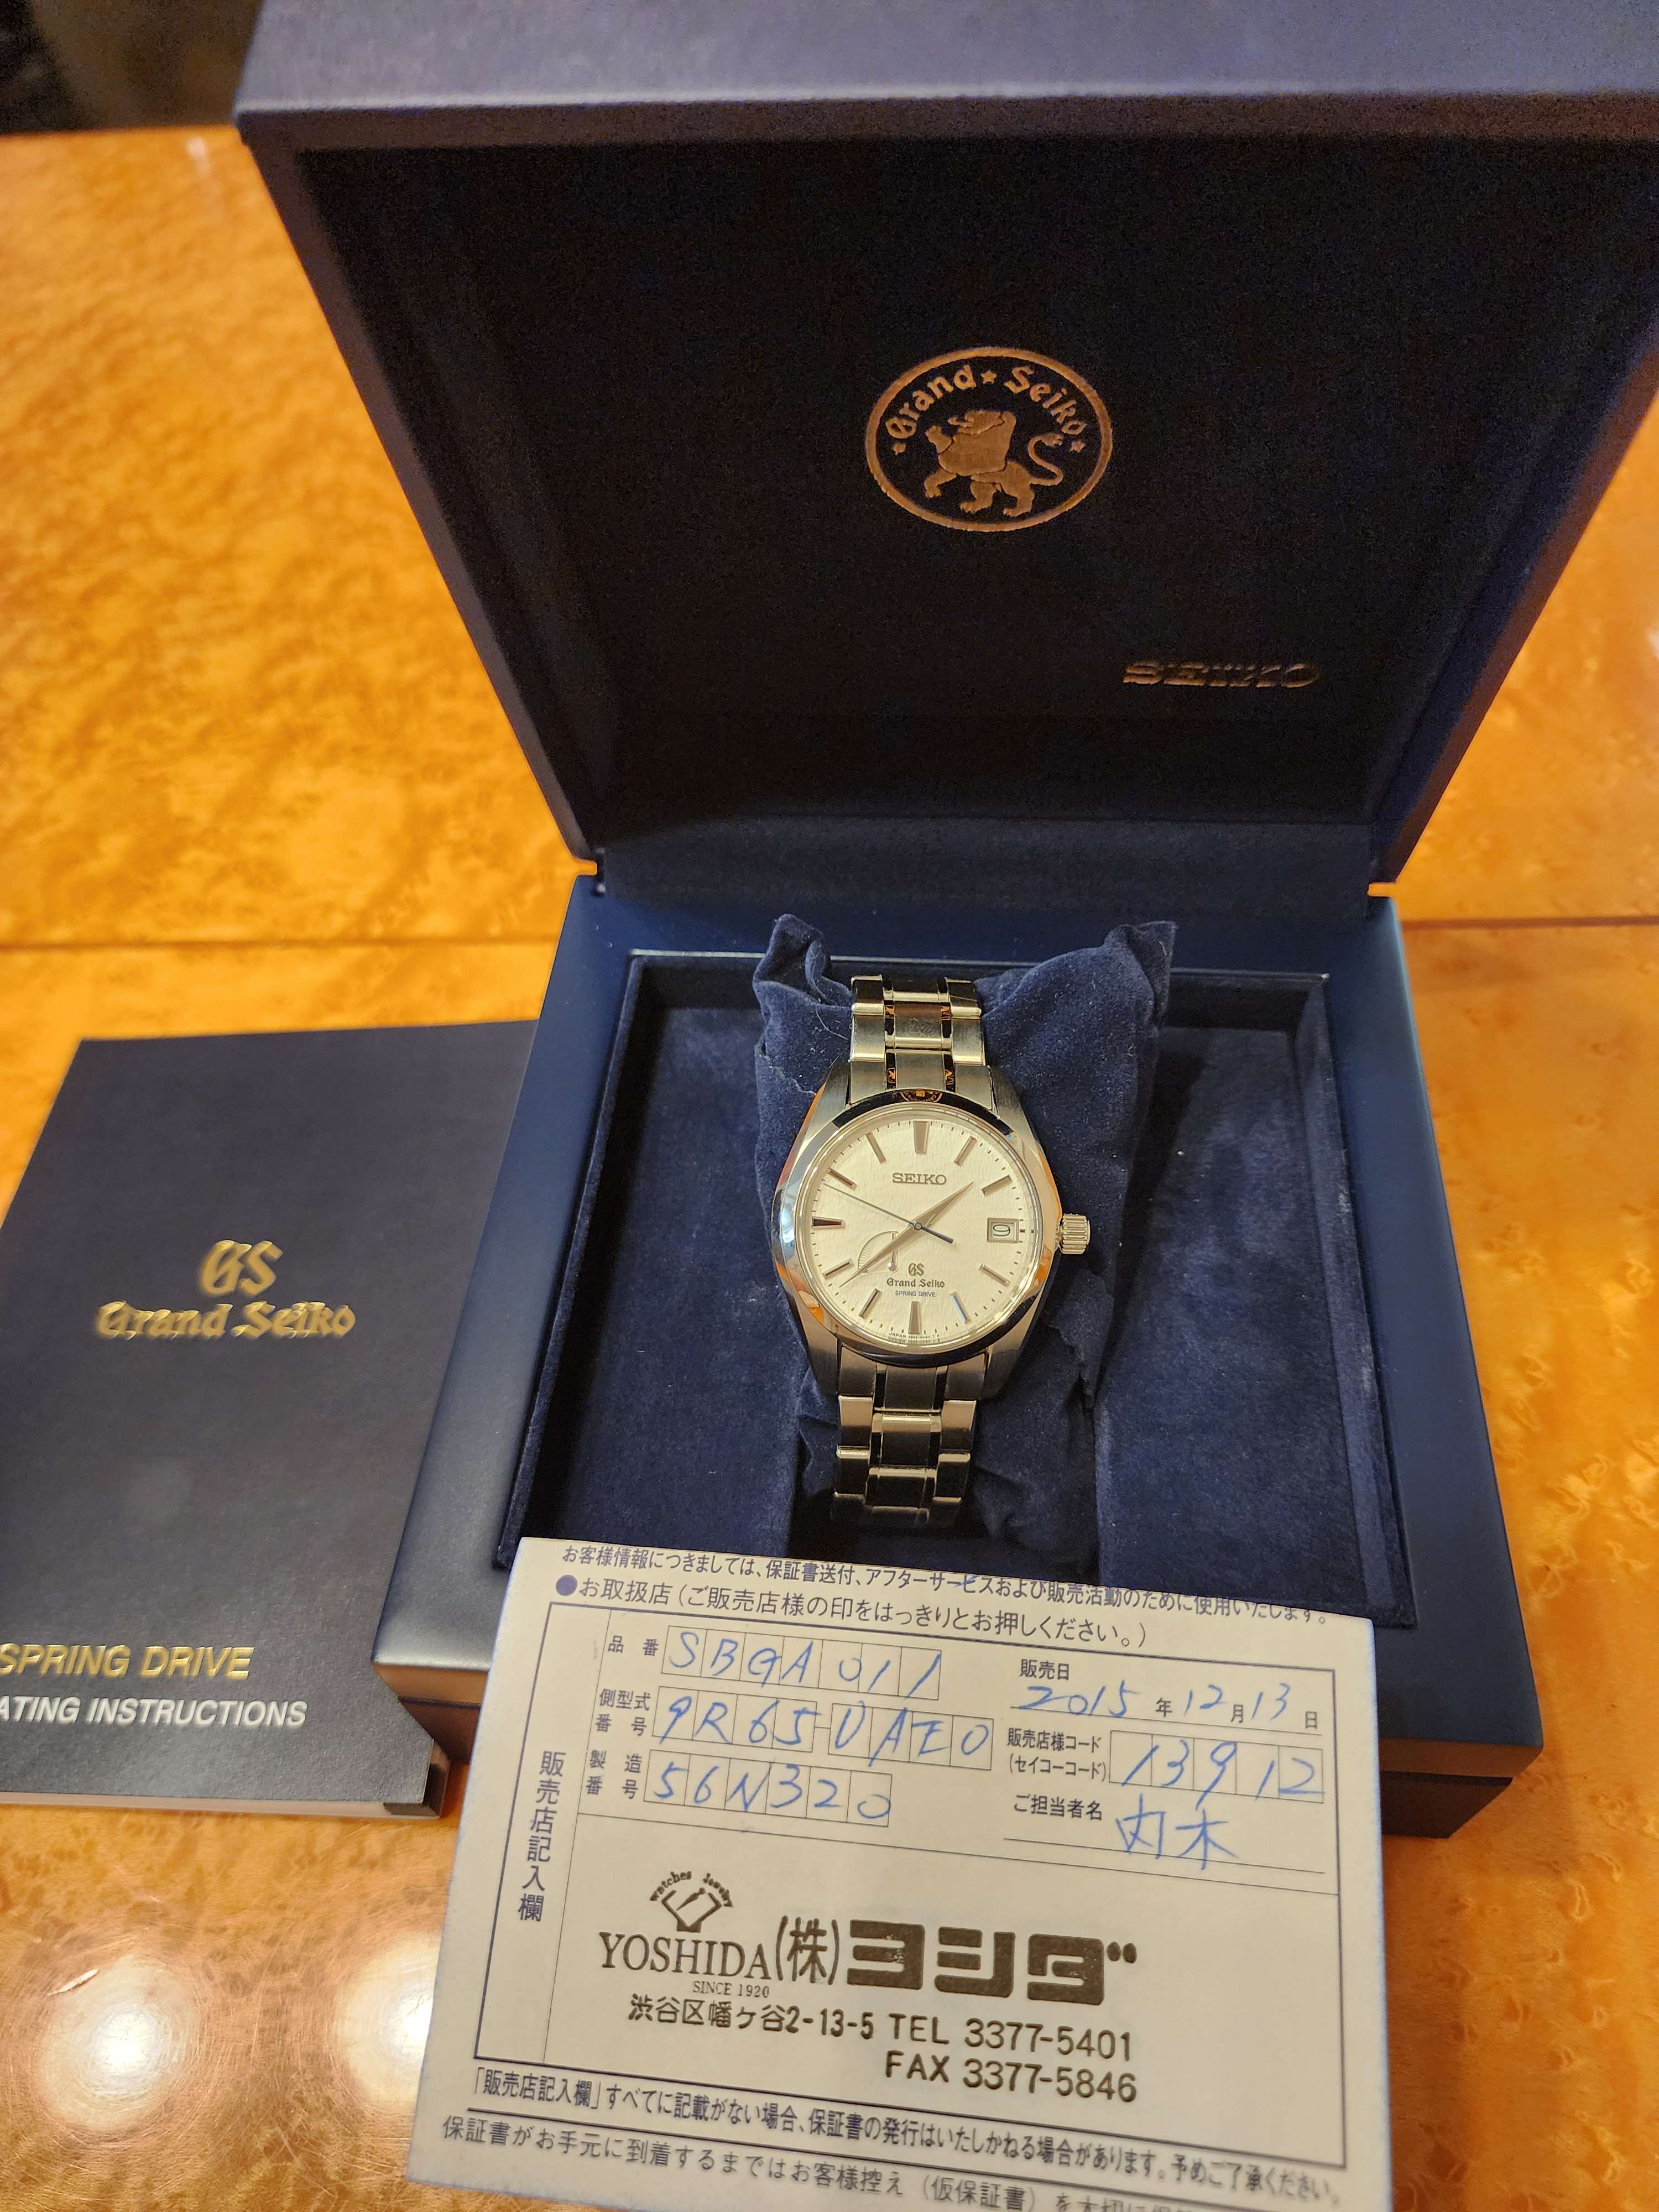 Grand★Seiko
SEIKO
SEIKO
9
GS
Grand Seiko
SPRING DRIVE
GS
Grand Seiko
SPRING DRIVE
ATING INSTRUCTIONS
お客様情報につきましては、保証書送付、アフターサービスおよび販売活動のために使用いたします。
●お取扱店(ご販売店様の印をはっきりとお押しください。)
販売店記入欄
品番 SBGA011
販売日
2015年12月13日
側型式番号 9R65-0AE0
販売店様コード
(セイコーコード) 13912
製造番号 56N320
ご担当者名
watches Jewelry
YOSHIDA (株)ヨシダ
SINCE 1920
渋谷区幡ヶ谷2-13-5 TEL 3377-5401
FAX 3377-5846
「販売店記入欄」すべてに記載がない場合、保証書の発行はいたしかねる場合があります。予めご了承ください。
保証書がお手元に到着するまではお客様控え(仮保証書)を大切に保